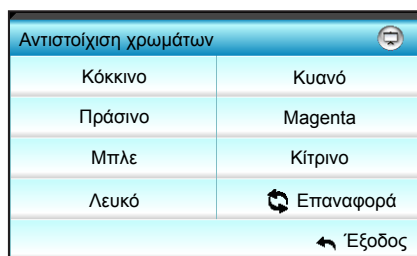 Αντιστοίχιση χρωμάτων
Κόκκινο Κυανό
Πράσινο Magenta
Μπλε Κίτρινο
Λευκό Επαναφορά
Έξοδος